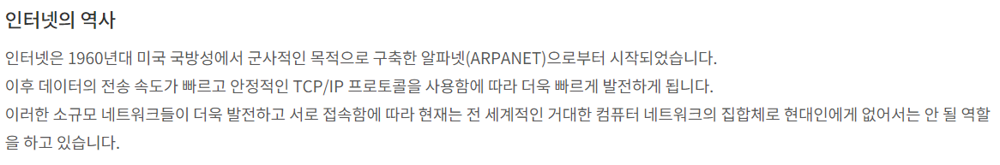 인터넷의 역사
인터넷은 1960년대 미국 국방성에서 군사적인 목적으로 구축한 알파넷(ARPANET)으로부터 시작되었습니다.
이후 데이터의 전송 속도가 빠르고 안정적인 TCP/IP 프로토콜을 사용함에 따라 더욱 빠르게 발전하게 됩니다.
이러한 소규모 네트워크들이 더욱 발전하고 서로 접속함에 따라 현재는 전 세계적인 거대한 컴퓨터 네트워크의 집합체로 현대인에게 없어서는 안 될 역할
을 하고 있습니다.